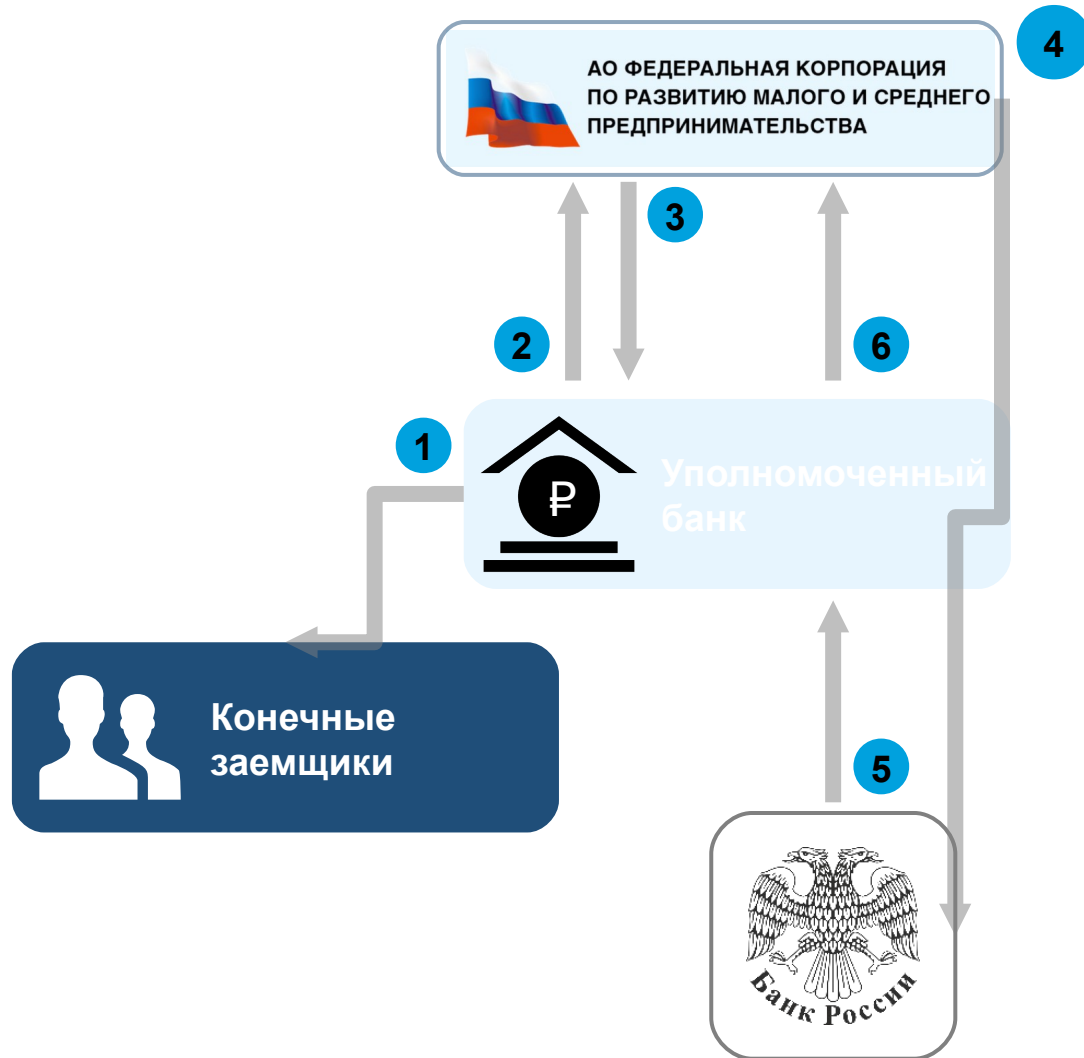 4
АО ФЕДЕРАЛЬНАЯ КОРПОРАЦИЯ
ПО РАЗВИТИЮ МАЛОГО И СРЕДНЕГО
ПРЕДПРИНИМАТЕЛЬСТВА
3
2
6
1
₽
Уполномоченный
банк
Конечные
заемщики
5
Банк России